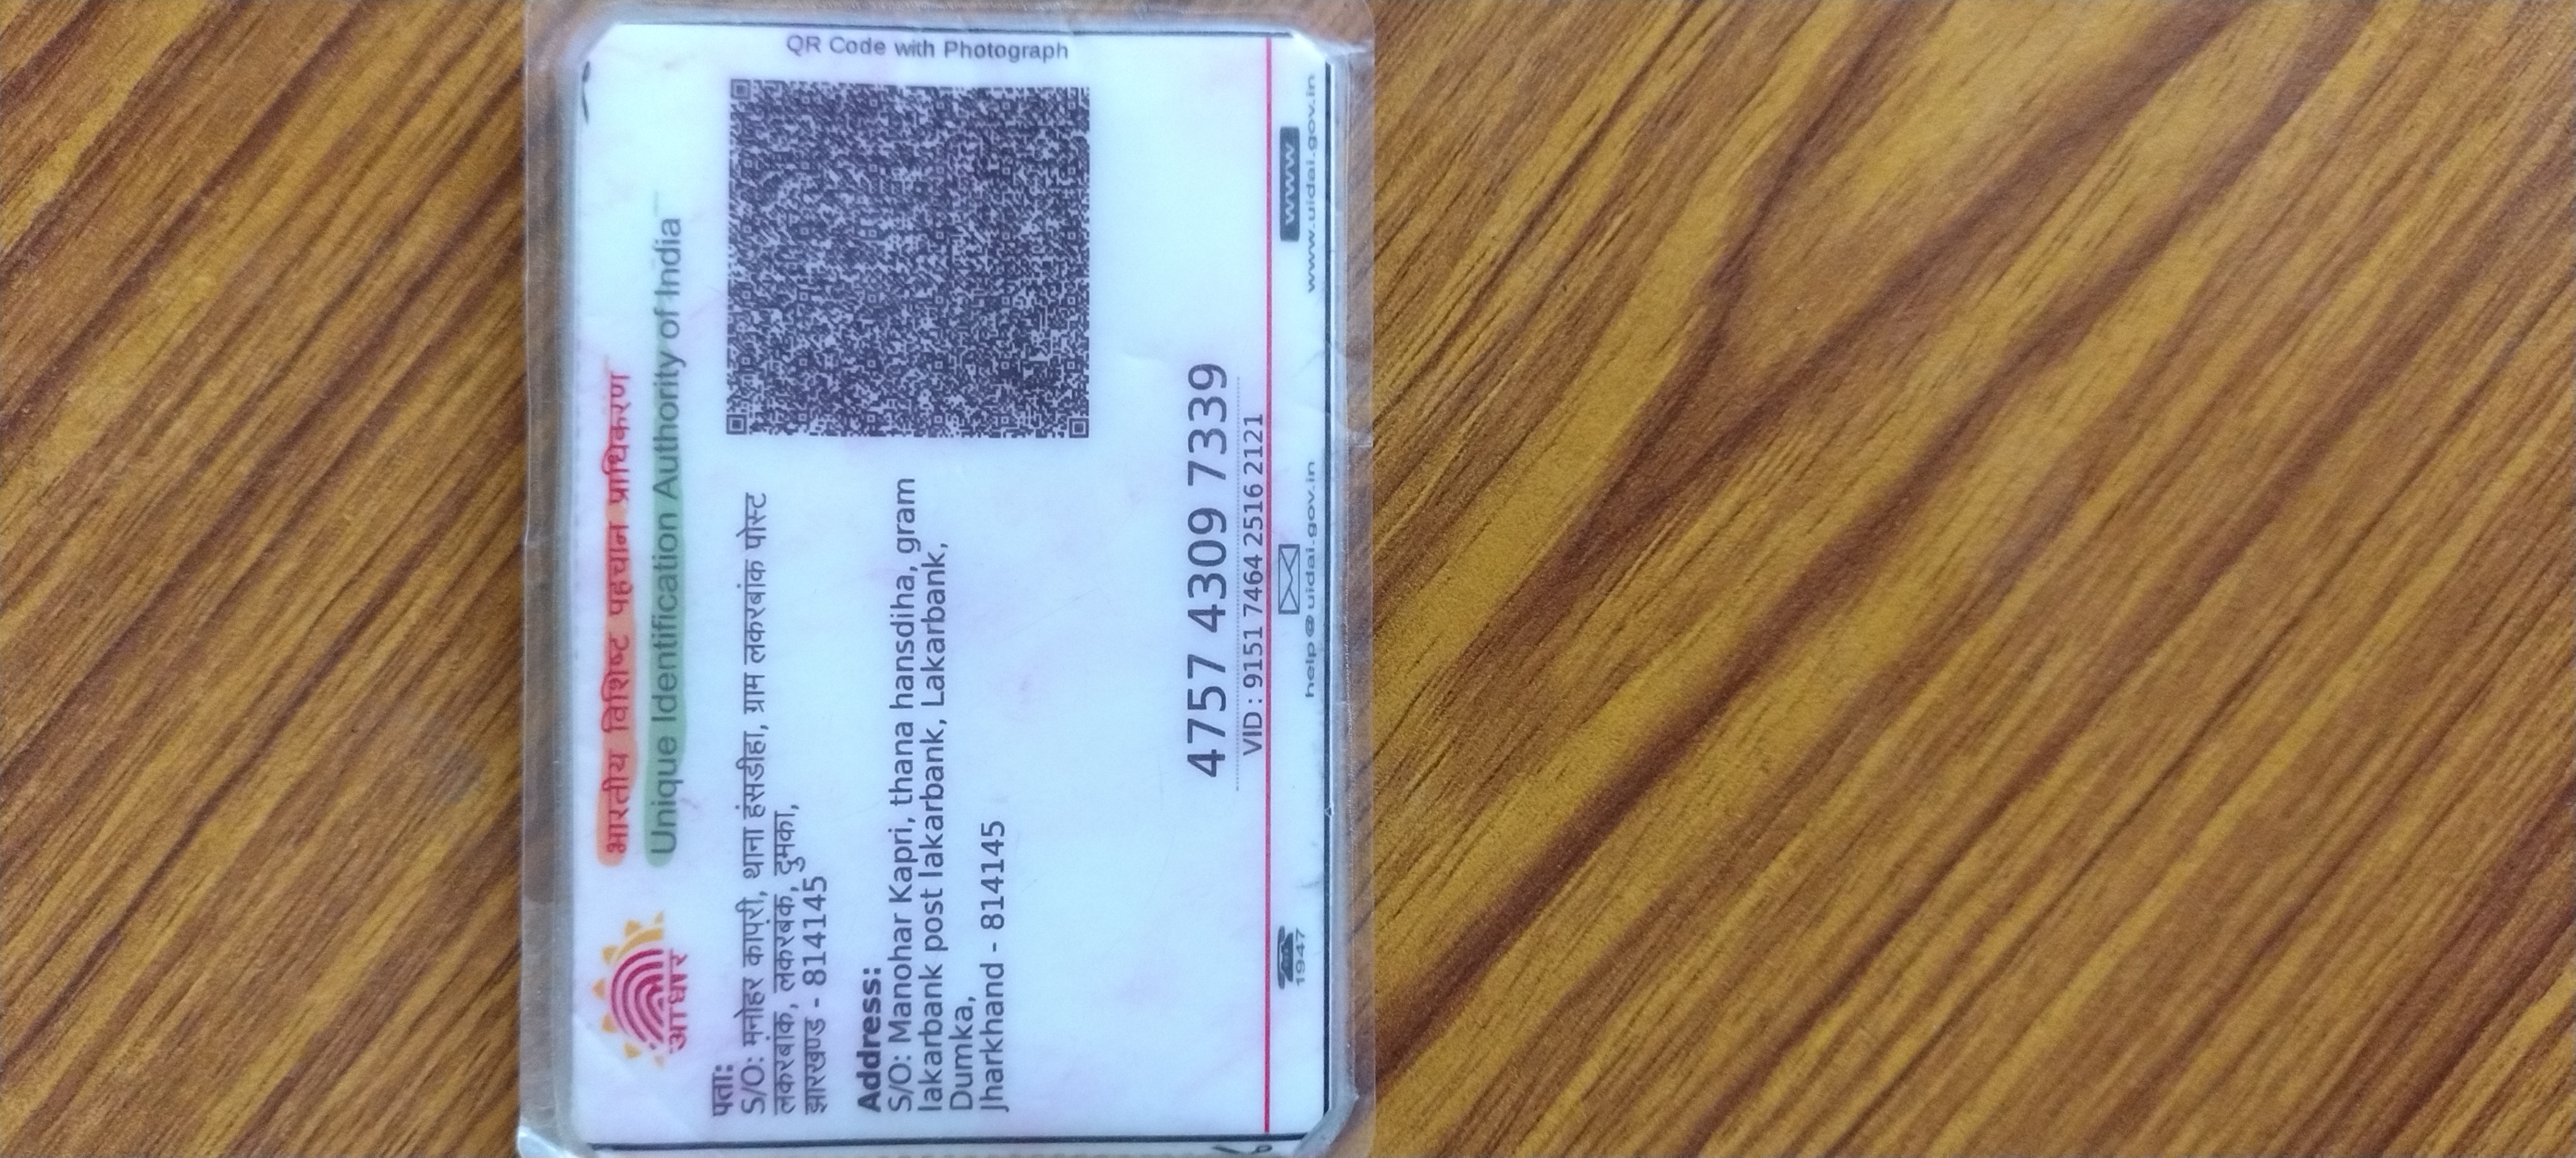 आधार
भारतीय विशिष्ट पहचान प्राधिकरण
Unique Identification Authority of India
पता:
S/O: मनोहर कापरी, थाना हंसडीहा, ग्राम लकरबांक पोस्ट
लकरबांक, लकरबंक, दुमका,
झारखण्ड - 814145
Address:
S/O: Manohar Kapri, thana hansdiha, gram
lakarbank post lakarbank, Lakarbank,
Dumka,
Jharkhand - 814145
QR Code with Photograph
4757 4309 7339
VID : 9151 7464 2516 2121
1947
help@uidai.gov.in
www
www.uidai.gov.in